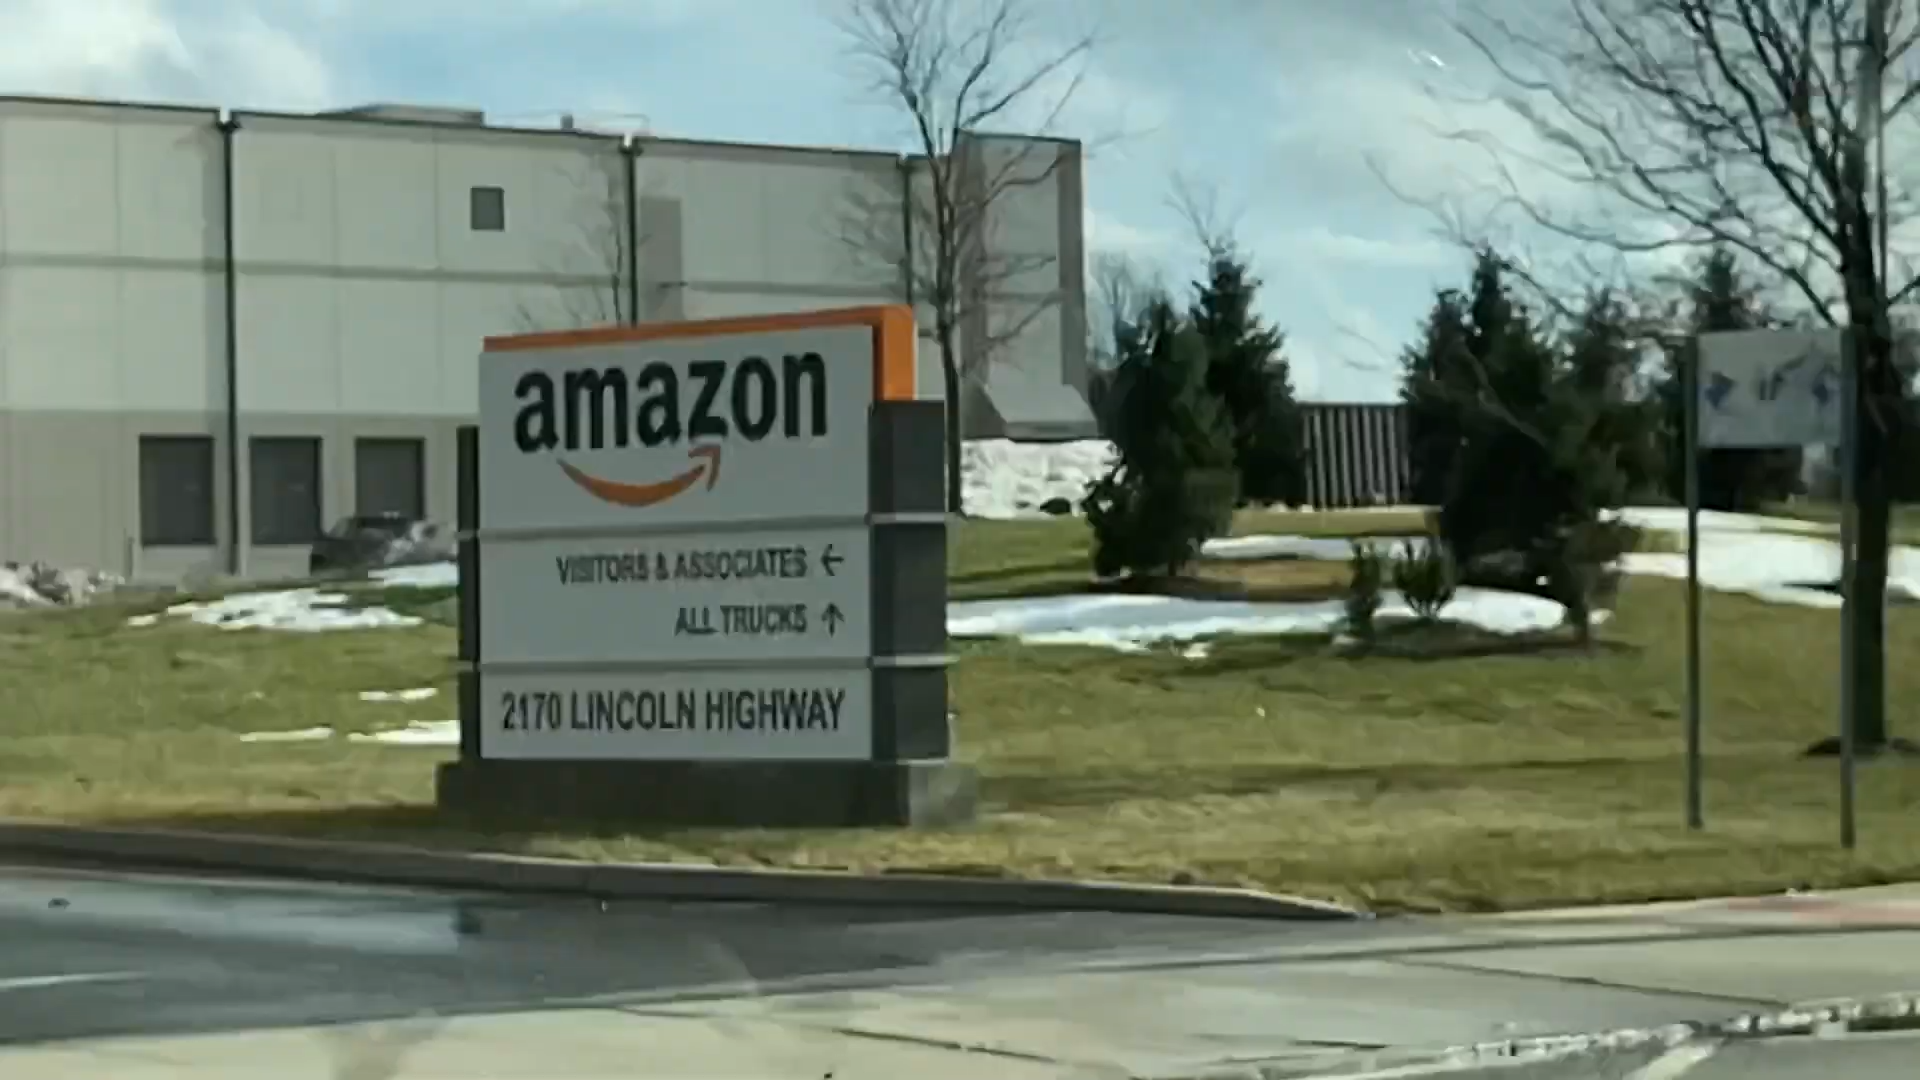 amazon
VISITORS & ASSOCIATES ←
ALL TRUCKS ↑
2170 LINCOLN HIGHWAY